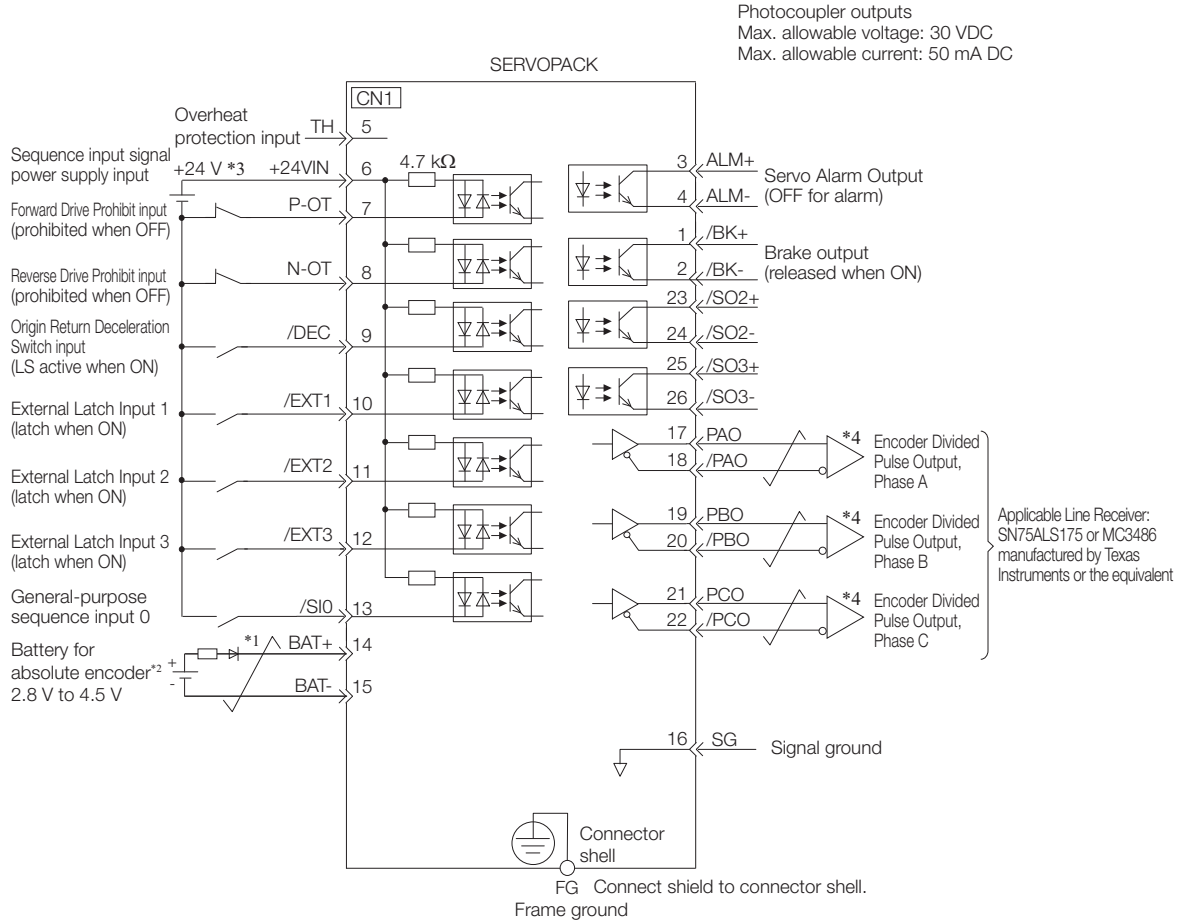 Photocoupler outputs
Max. allowable voltage: 30 VDC
Max. allowable current: 50 mA DC
SERVOPACK
CN1
Overheat
protection input
TH
5
Sequence input signal
power supply input
+24 V *3
+24VIN
6
4.7 kΩ
Forward Drive Prohibit input
(prohibited when OFF)
P-OT
7
Reverse Drive Prohibit input
(prohibited when OFF)
N-OT
8
Origin Return Deceleration
Switch input
(LS active when ON)
/DEC
9
External Latch Input 1
(latch when ON)
/EXT1
10
External Latch Input 2
(latch when ON)
/EXT2
11
External Latch Input 3
(latch when ON)
/EXT3
12
General-purpose
sequence input 0
/SI0
13
Battery for
absolute encoder*2
2.8 V to 4.5 V
+
-
*1
BAT+
14
BAT-
15
3
ALM+
4
ALM-
Servo Alarm Output
(OFF for alarm)
1
/BK+
2
/BK-
Brake output
(released when ON)
23
/SO2+
24
/SO2-
25
/SO3+
26
/SO3-
17
PAO
18
/PAO
*4
Encoder Divided
Pulse Output,
Phase A
19
PBO
20
/PBO
*4
Encoder Divided
Pulse Output,
Phase B
21
PCO
22
/PCO
*4
Encoder Divided
Pulse Output,
Phase C
Applicable Line Receiver:
SN75ALS175 or MC3486
manufactured by Texas
Instruments or the equivalent
16
SG
Signal ground
Connector
shell
FG
Connect shield to connector shell.
Frame ground